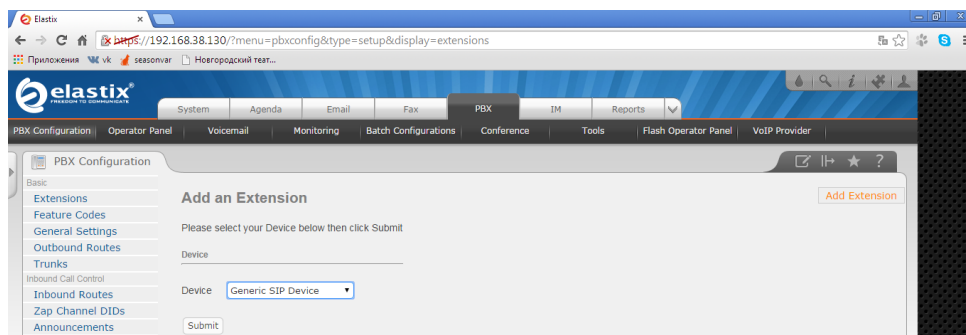 Elastix
https://192.168.38.130/?menu=pbxconfig&type=setup&display=extensions
Приложения vk seasonvar Новгородский теат...
elastix®
FREEDOM TO COMMUNICATE
System Agenda Email Fax PBX IM Reports
PBX Configuration Operator Panel Voicemail Monitoring Batch Configurations Conference Tools Flash Operator Panel VoIP Provider
PBX Configuration
Basic
Extensions
Feature Codes
General Settings
Outbound Routes
Trunks
Inbound Call Control
Inbound Routes
Zap Channel DIDs
Announcements
Add an Extension
Add Extension
Please select your Device below then click Submit
Device
Device Generic SIP Device
Submit